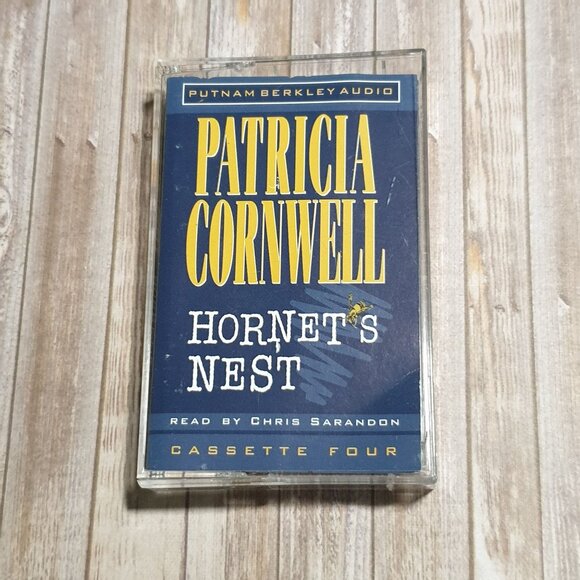 PUTNAM BERKLEY AUDIO
PATRICIA
CORNWELL
HORNET'S
NEST
READ BY CHRIS SARANDON
CASSETTE FOUR